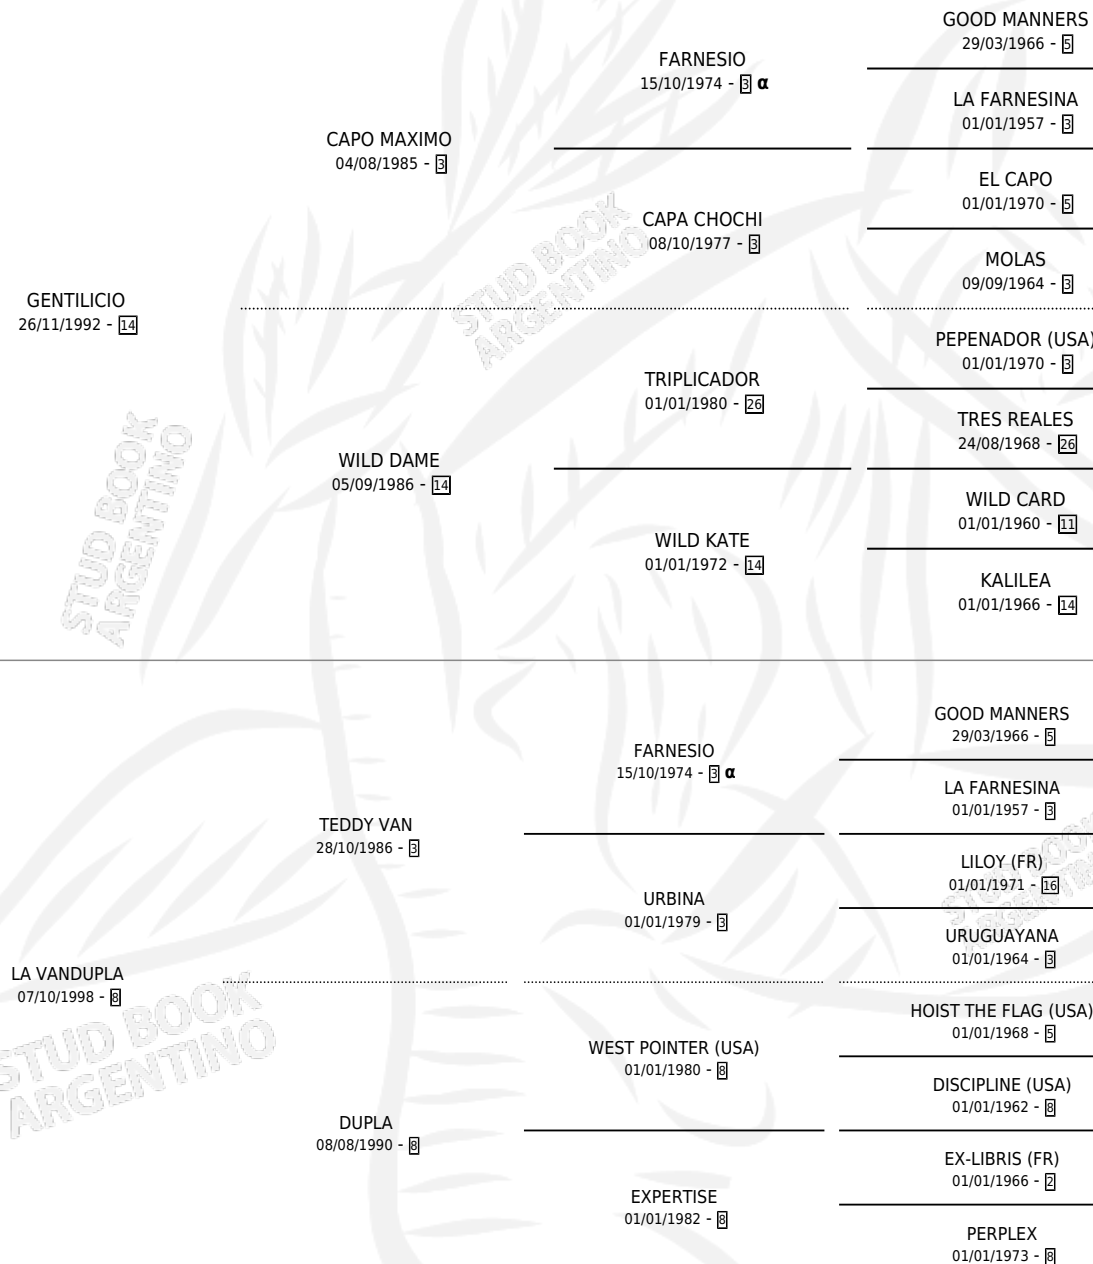 GOOD MANNERS
29/03/1966 - 5
FARNESIO
15/10/1974 - 3 α
LA FARNESINA
01/01/1957 - 3
CAPO MAXIMO
04/08/1985 - 3
EL CAPO
01/01/1970 - 5
CAPA CHOCHI
08/10/1977 - 3
MOLAS
09/09/1964 - 3
GENTILICIO
26/11/1992 - 14
STUD BOOK
ARGENTINO
PEPENADOR (USA)
01/01/1970 - 3
TRIPLICADOR
01/01/1980 - 26
TRES REALES
24/08/1968 - 26
WILD DAME
05/09/1986 - 14
WILD CARD
01/01/1960 - 11
WILD KATE
01/01/1972 - 14
KALILEA
01/01/1966 - 14
STUD BOOK
ARGENTINO
GOOD MANNERS
29/03/1966 - 5
FARNESIO
15/10/1974 - 3 α
LA FARNESINA
01/01/1957 - 3
TEDDY VAN
28/10/1986 - 3
LILOY (FR)
01/01/1971 - 16
URBINA
01/01/1979 - 3
URUGUAYANA
01/01/1964 - 3
STUD BOOK
ARGENTINO
LA VANDUPLA
07/10/1998 - 8
HOIST THE FLAG (USA)
01/01/1968 - 5
WEST POINTER (USA)
01/01/1980 - 8
DISCIPLINE (USA)
01/01/1962 - 8
STUD BOOK
ARGENTINO
DUPLA
08/08/1990 - 8
EX-LIBRIS (FR)
01/01/1966 - 2
EXPERTISE
01/01/1982 - 8
PERPLEX
01/01/1973 - 8